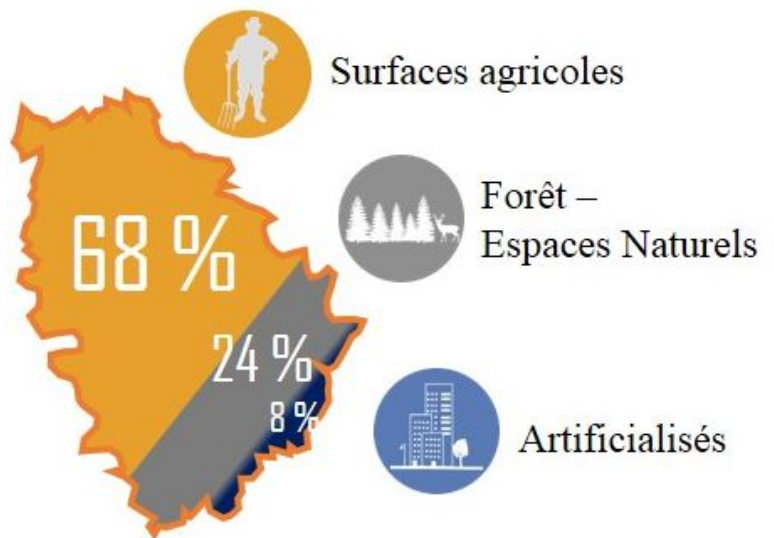 Surfaces agricoles
Forêt –
Espaces Naturels
68 %
24 %
8 %
Artificialisés